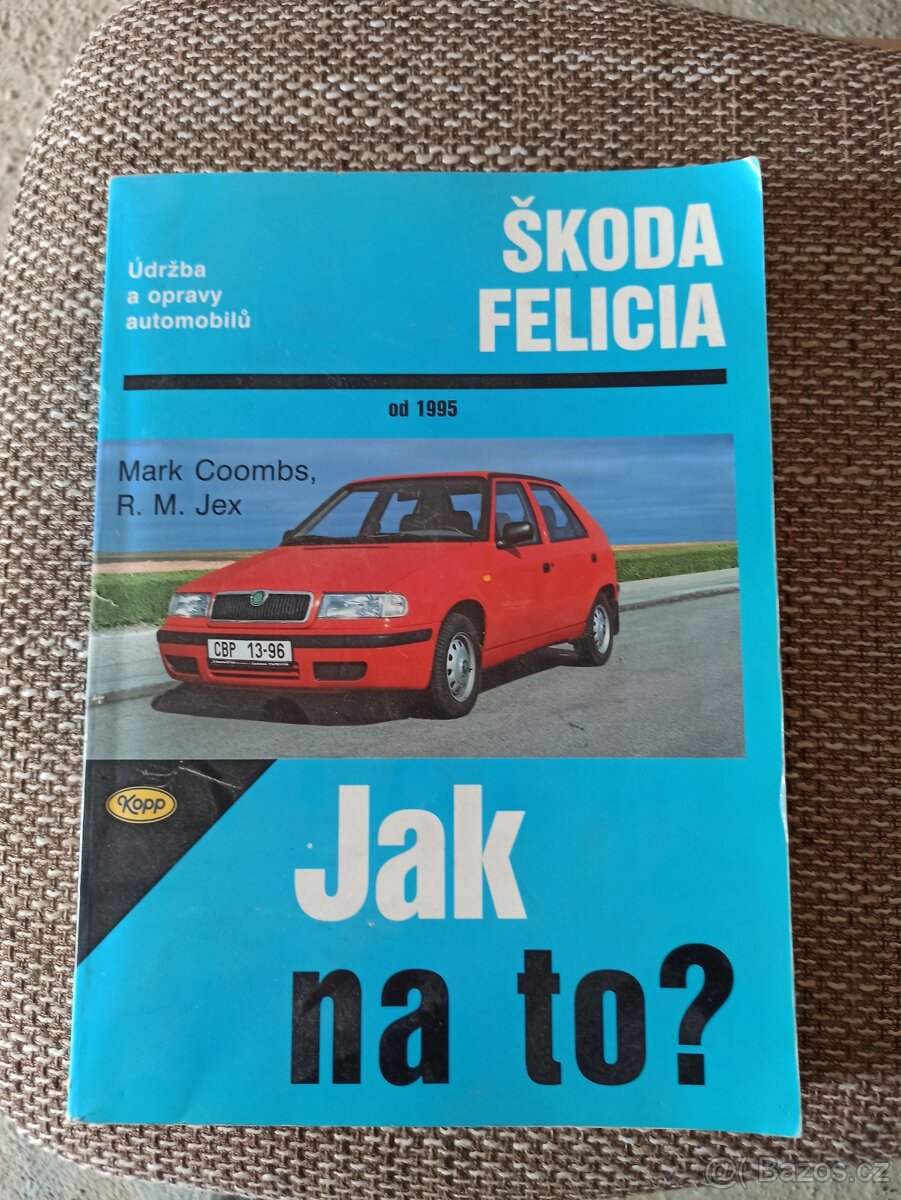 ŠKODA
FELICIA
Údržba
a opravy
automobilů
od 1995
Mark Coombs,
R. M. Jex
CBP 13-96
Kopp
Jak
na to?
@( Bazos.cz